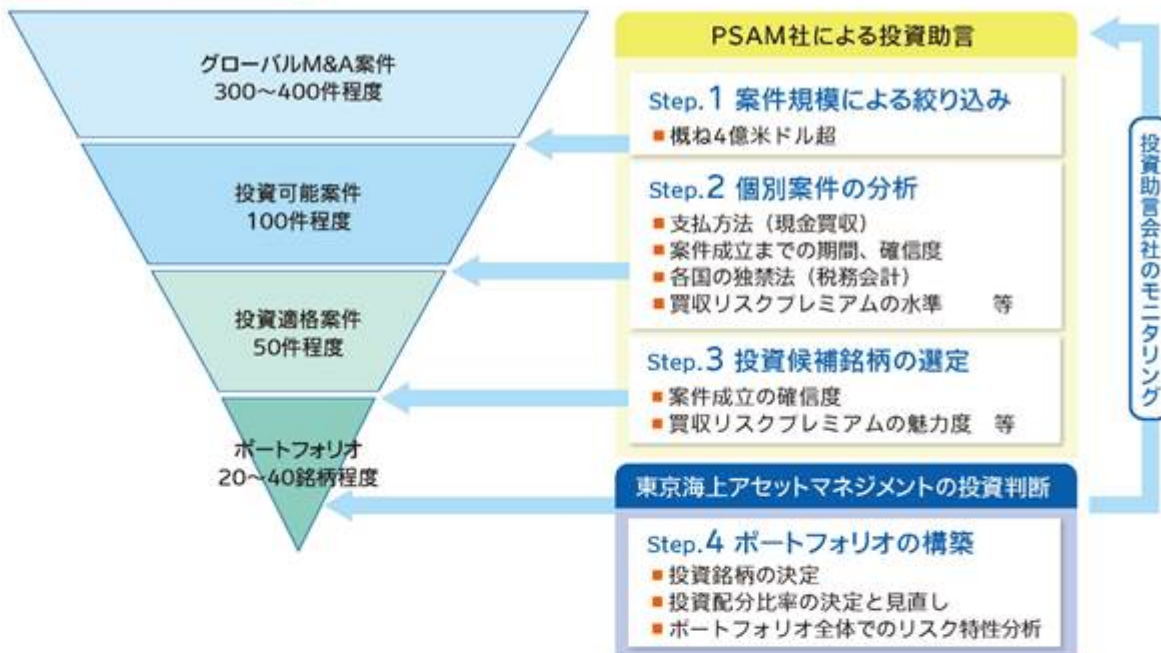 グローバルM&A案件
300〜400件程度
投資可能案件
100件程度
投資適格案件
50件程度
ポートフォリオ
20〜40銘柄程度
PSAM社による投資助言
Step.1 案件規模による絞り込み
■ 概ね4億米ドル超
Step.2 個別案件の分析
■ 支払方法（現金買収）
■ 案件成立までの期間、確信度
■ 各国の独禁法（税務会計）
■ 買収リスクプレミアムの水準　等
Step.3 投資候補銘柄の選定
■ 案件成立の確信度
■ 買収リスクプレミアムの魅力度　等
東京海上アセットマネジメントの投資判断
Step.4 ポートフォリオの構築
■ 投資銘柄の決定
■ 投資配分比率の決定と見直し
■ ポートフォリオ全体でのリスク特性分析
投資助言会社のモニタリング